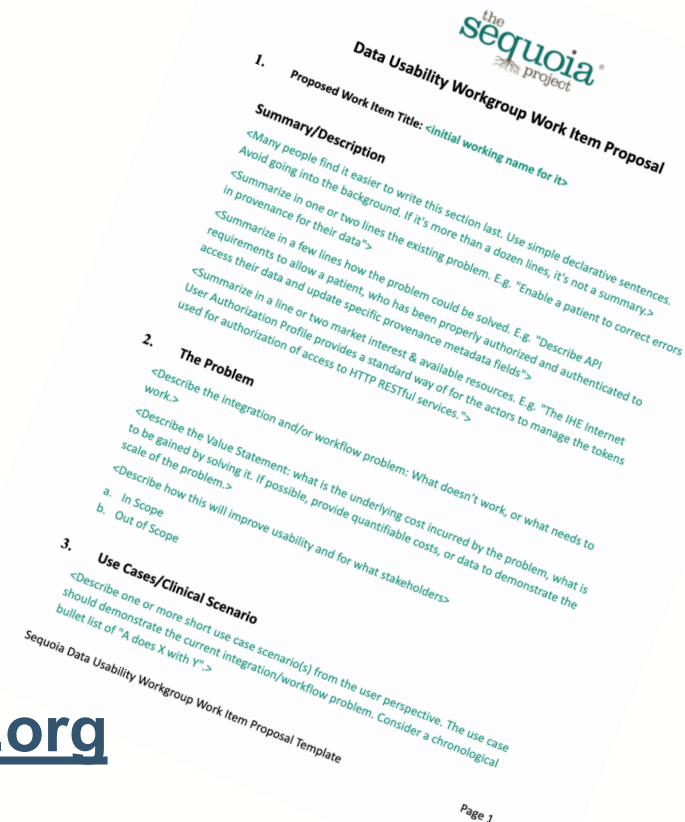 the
sequoia®
project
Data Usability Workgroup Work Item Proposal
1. Proposed Work Item Title: <initial working name for it>
Summary/Description
<Many people find it easier to write this section last. Use simple declarative sentences.
Avoid going into the background. If it's more than a dozen lines, it's not a summary.>
<Summarize in one or two lines the existing problem. E.g. "Enable a patient to correct errors
in provenance for their data">
<Summarize in a few lines how the problem could be solved. E.g. "Describe API
requirements to allow a patient, who has been properly authorized and authenticated to
access their data and update specific provenance metadata fields">
<Summarize in a line or two market interest & available resources. E.g. "The IHE Internet
User Authorization Profile provides a standard way of for the actors to manage the tokens
used for authorization of access to HTTP RESTful services.">
2. The Problem
<Describe the integration and/or workflow problem: What doesn't work, or what needs to
work.>
<Describe the Value Statement: what is the underlying cost incurred by the problem, what is
to be gained by solving it. If possible, provide quantifiable costs, or data to demonstrate the
scale of the problem.>
<Describe how this will improve usability and for what stakeholders>
a. In Scope
b. Out of Scope
3. Use Cases/Clinical Scenario
<Describe one or more short use case scenario(s) from the user perspective. The use case
should demonstrate the current integration/workflow problem. Consider a chronological
bullet list of "A does X with Y".>
Sequoia Data Usability Workgroup Work Item Proposal Template
Page 1
.org